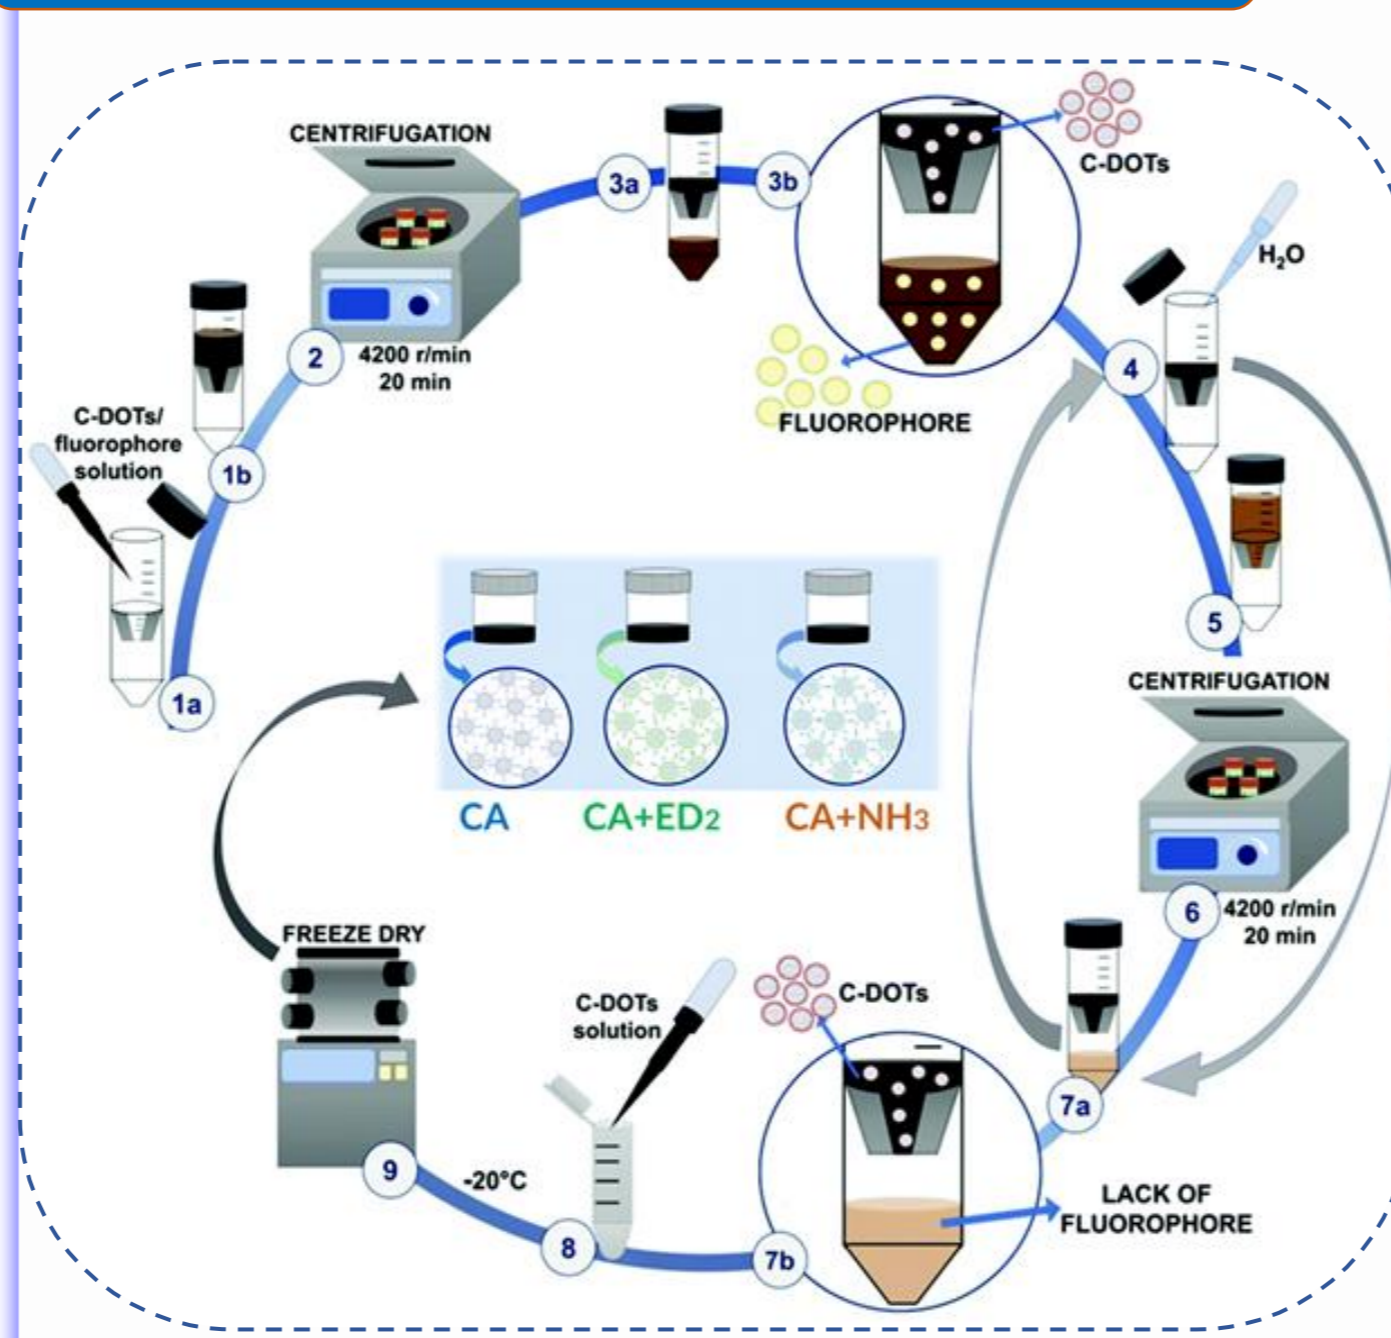 C-DOTs/
fluorophore
solution
1a
1b
2
CENTRIFUGATION
4200 r/min
20 min
3a
3b
C-DOTs
FLUOROPHORE
H₂O
4
5
CENTRIFUGATION
6
4200 r/min
20 min
7a
7b
C-DOTs
LACK OF
FLUOROPHORE
C-DOTs
solution
8
-20°C
9
FREEZE DRY
CA
CA+ED2
CA+NH3